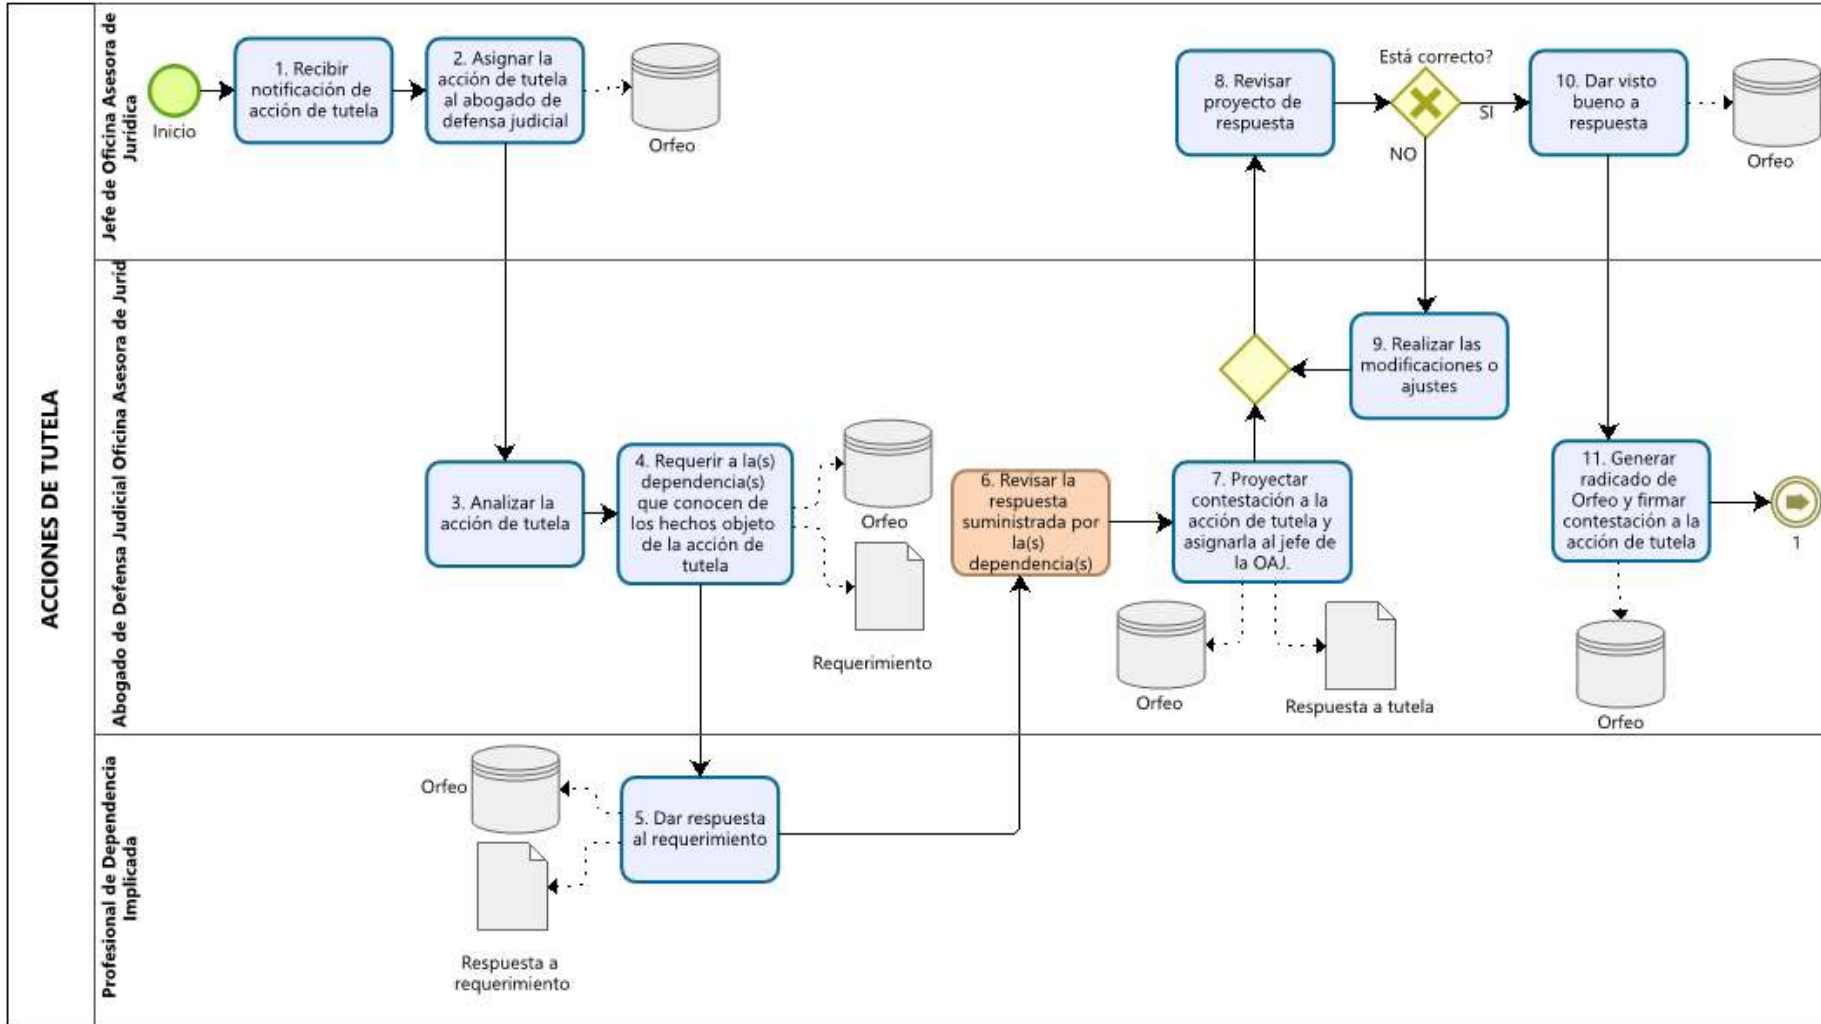 ACCIONES DE TUTELA
Jefe de Oficina Asesora de
Jurídica
Inicio
1. Recibir
notificación de
acción de tutela
2. Asignar la
acción de tutela
al abogado de
defensa judicial
Orfeo
8. Revisar
proyecto de
respuesta
Está correcto?
SI
NO
10. Dar visto
bueno a
respuesta
Orfeo
Abogado de Defensa Judicial Oficina Asesora de Juríd
3. Analizar la
acción de tutela
4. Requerir a la(s)
dependencia(s)
que conocen de
los hechos objeto
de la acción de
tutela
Orfeo
Requerimiento
6. Revisar la
respuesta
suministrada por
la(s)
dependencia(s)
7. Proyectar
contestación a la
acción de tutela y
asignarla al jefe de
la OAJ.
Orfeo
Respuesta a tutela
9. Realizar las
modificaciones o
ajustes
11. Generar
radicado de
Orfeo y firmar
contestación a la
acción de tutela
1
Orfeo
Profesional de Dependencia
Implicada
Orfeo
5. Dar respuesta
al requerimiento
Respuesta a
requerimiento